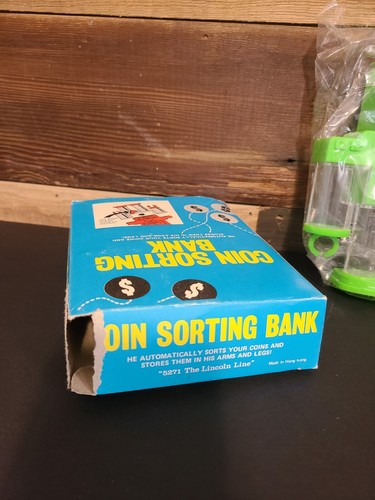 COIN SORTING
BANK
$
$
$
$
OIN SORTING BANK
HE AUTOMATICALLY SORTS YOUR COINS AND
STORES THEM IN HIS ARMS AND LEGS!
"5271 The Lincoln Line"
Made in Hong Kong